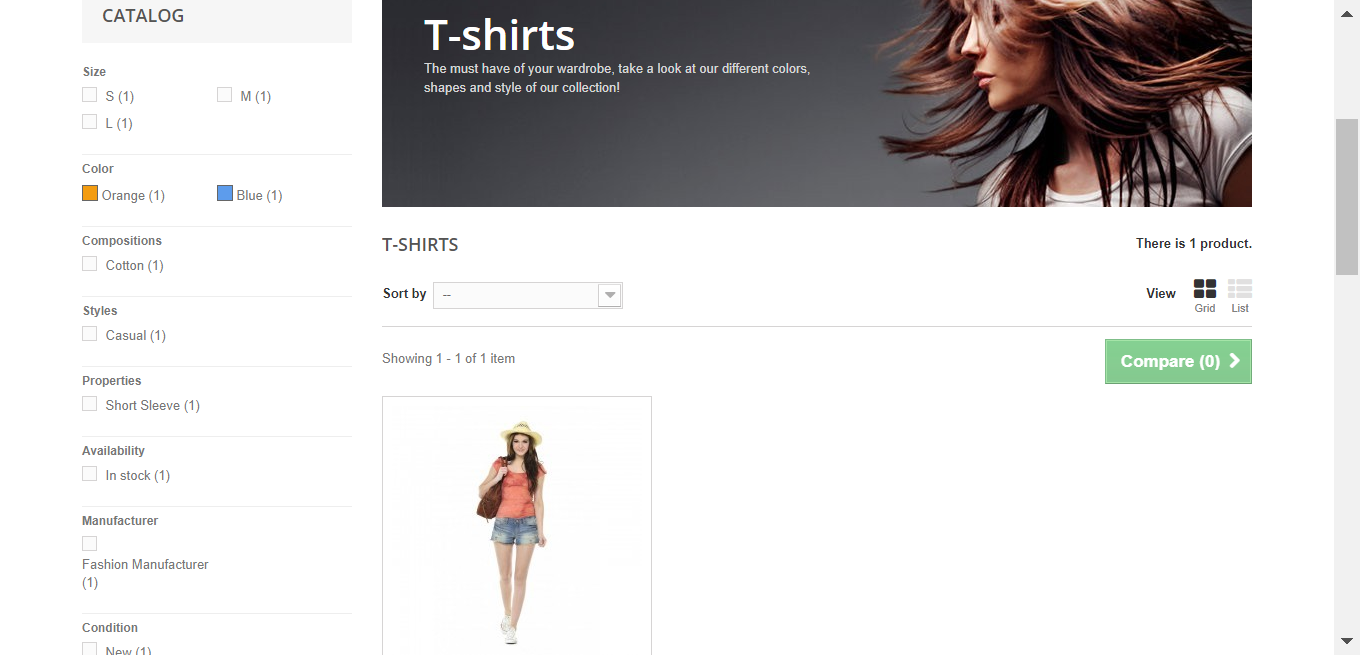 CATALOG
Size
S (1)
M (1)
L (1)
Color
Orange (1)
Blue (1)
Compositions
Cotton (1)
Styles
Casual (1)
Properties
Short Sleeve (1)
Availability
In stock (1)
Manufacturer
Fashion Manufacturer
(1)
Condition
New (1)
T-shirts
The must have of your wardrobe, take a look at our different colors,
shapes and style of our collection!
T-SHIRTS
There is 1 product.
Sort by --
View
Grid
List
Showing 1 - 1 of 1 item
Compare (0)